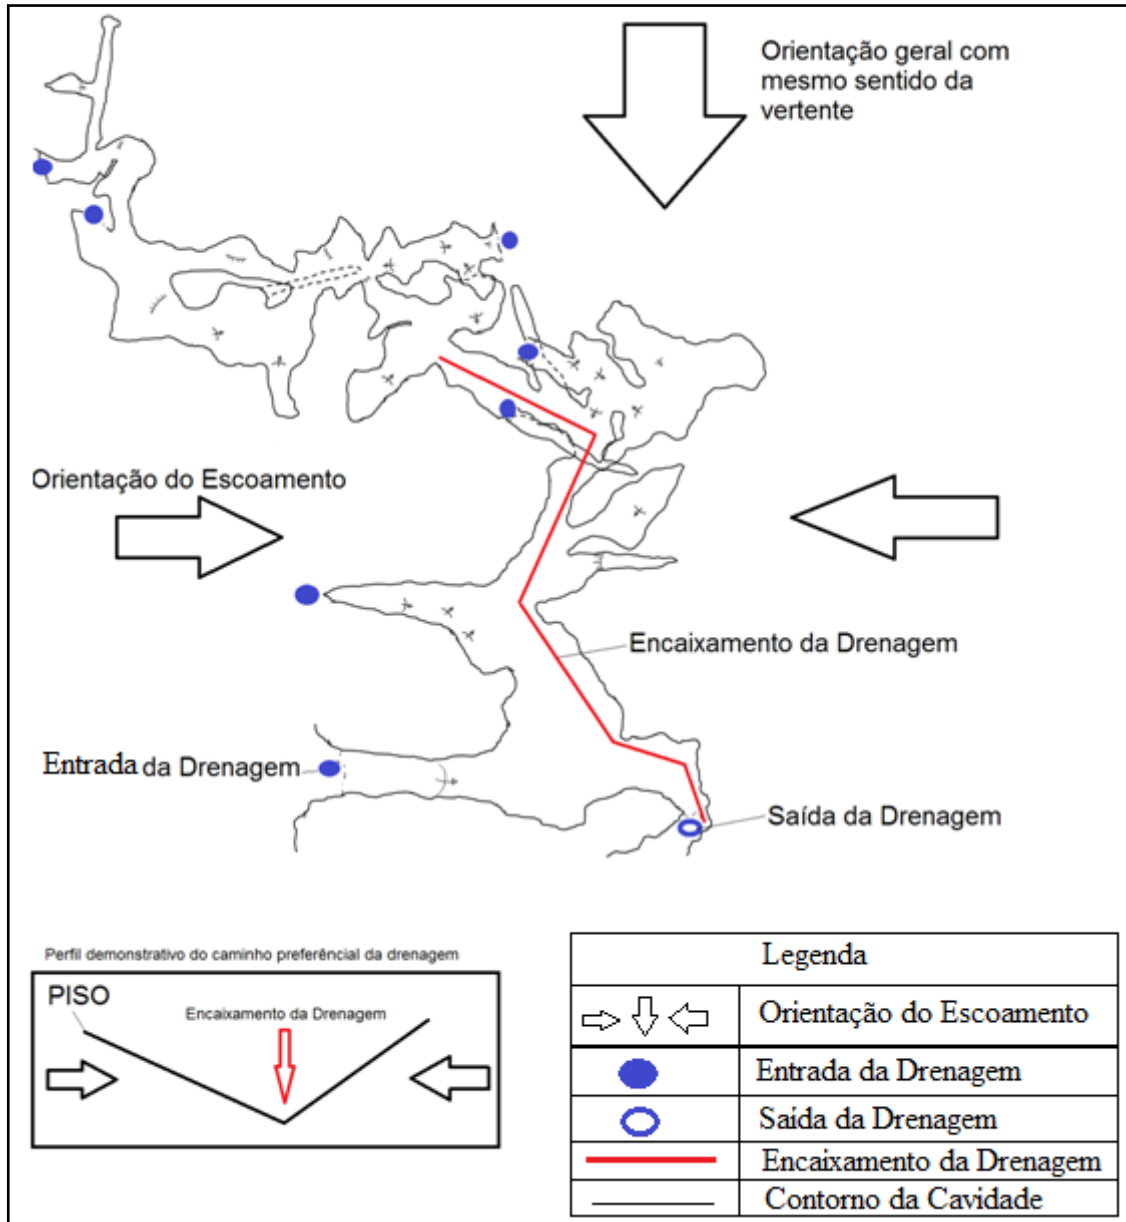 Orientação geral com
mesmo sentido da
vertente
Orientação do Escoamento
Encaixamento da Drenagem
Entrada da Drenagem
Saída da Drenagem
Perfil demonstrativo do caminho preferêncial da drenagem
PISO
Encaixamento da Drenagem
Legenda
Orientação do Escoamento
Entrada da Drenagem
Saída da Drenagem
Encaixamento da Drenagem
Contorno da Cavidade